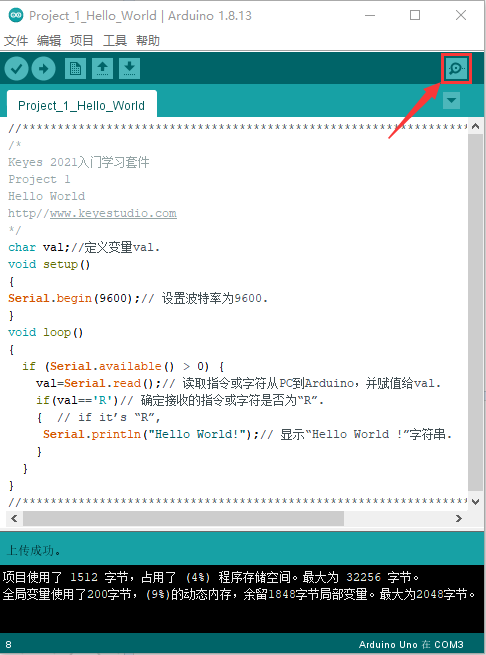 Project_1_Hello_World | Arduino 1.8.13
文件 编辑 项目 工具 帮助
Project_1_Hello_World
//************************************************************
/*
Keyes 2021入门学习套件
Project 1
Hello World
http//www.keyestudio.com
*/
char val;//定义变量val.
void setup()
{
Serial.begin(9600);// 设置波特率为9600.
}
void loop()
{
if (Serial.available() > 0) {
val=Serial.read();// 读取指令或字符从PC到Arduino，并赋值给val.
if(val=='R')// 确定接收的指令或字符是否为“R”.
{ // if it’s “R”,
Serial.println("Hello World!");// 显示“Hello World !”字符串.
}
}
}
//************************************************************
上传成功。
项目使用了 1512 字节，占用了 (4%) 程序存储空间。最大为 32256 字节。
全局变量使用了200字节，(9%)的动态内存，余留1848字节局部变量。最大为2048字节。
8 Arduino Uno 在 COM3